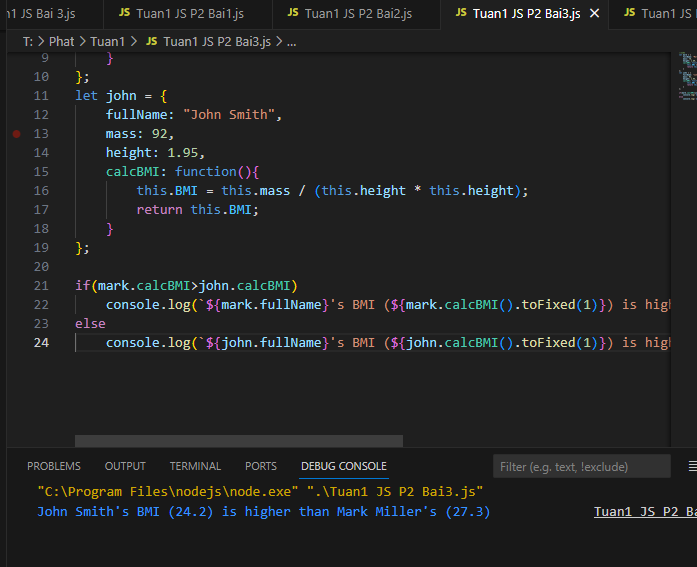 n1 JS Bai 3.js JS Tuan1 JS P2 Bai1.js JS Tuan1 JS P2 Bai2.js JS Tuan1 JS P2 Bai3.js JS Tuan1 JS
T: > Phat > Tuan1 > JS Tuan1 JS P2 Bai3.js > ...
9 }
10 };
11 let john = {
12 fullName: "John Smith",
13 mass: 92,
14 height: 1.95,
15 calcBMI: function(){
16 this.BMI = this.mass / (this.height * this.height);
17 return this.BMI;
18 }
19 };
20
21 if(mark.calcBMI>john.calcBMI)
22 console.log(`${mark.fullName}'s BMI (${mark.calcBMI().toFixed(1)}) is high
23 else
24 console.log(`${john.fullName}'s BMI (${john.calcBMI().toFixed(1)}) is high
PROBLEMS OUTPUT TERMINAL PORTS DEBUG CONSOLE Filter (e.g. text, !exclude)
"C:\Program Files\nodejs\node.exe" ".\Tuan1 JS P2 Bai3.js"
John Smith's BMI (24.2) is higher than Mark Miller's (27.3) Tuan1 JS P2 Ba